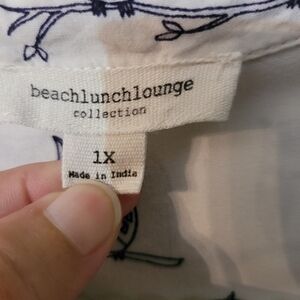 beachlunchlounge
collection
1X
Made in India